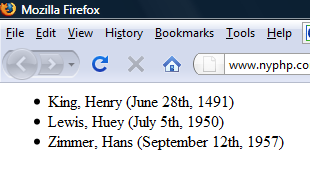 Mozilla Firefox
File Edit View History Bookmarks Tools Help
www.nyphp.co
King, Henry (June 28th, 1491)
Lewis, Huey (July 5th, 1950)
Zimmer, Hans (September 12th, 1957)